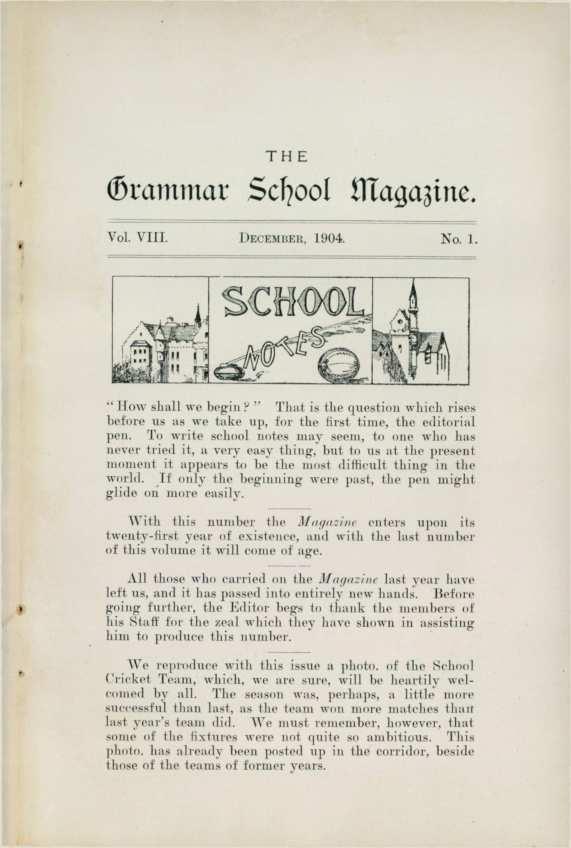 THE
Grammar School Magazine.
Vol. VIII. DECEMBER, 1904. No. 1.
SCHOOL
NOTES
“ How shall we begin ? ” That is the question which rises
before us as we take up, for the first time, the editorial
pen. To write school notes may seem, to one who has
never tried it, a very easy thing, but to us at the present
moment it appears to be the most difficult thing in the
world. If only the beginning were past, the pen might
glide on more easily.
With this number the Magazine enters upon its
twenty-first year of existence, and with the last number
of this volume it will come of age.
All those who carried on the Magazine last year have
left us, and it has passed into entirely new hands. Before
going further, the Editor begs to thank the members of
his Staff for the zeal which they have shown in assisting
him to produce this number.
We reproduce with this issue a photo. of the School
Cricket Team, which, we are sure, will be heartily wel-
comed by all. The season was, perhaps, a little more
successful than last, as the team won more matches than
last year's team did. We must remember, however, that
some of the fixtures were not quite so ambitious. This
photo. has already been posted up in the corridor, beside
those of the teams of former years.